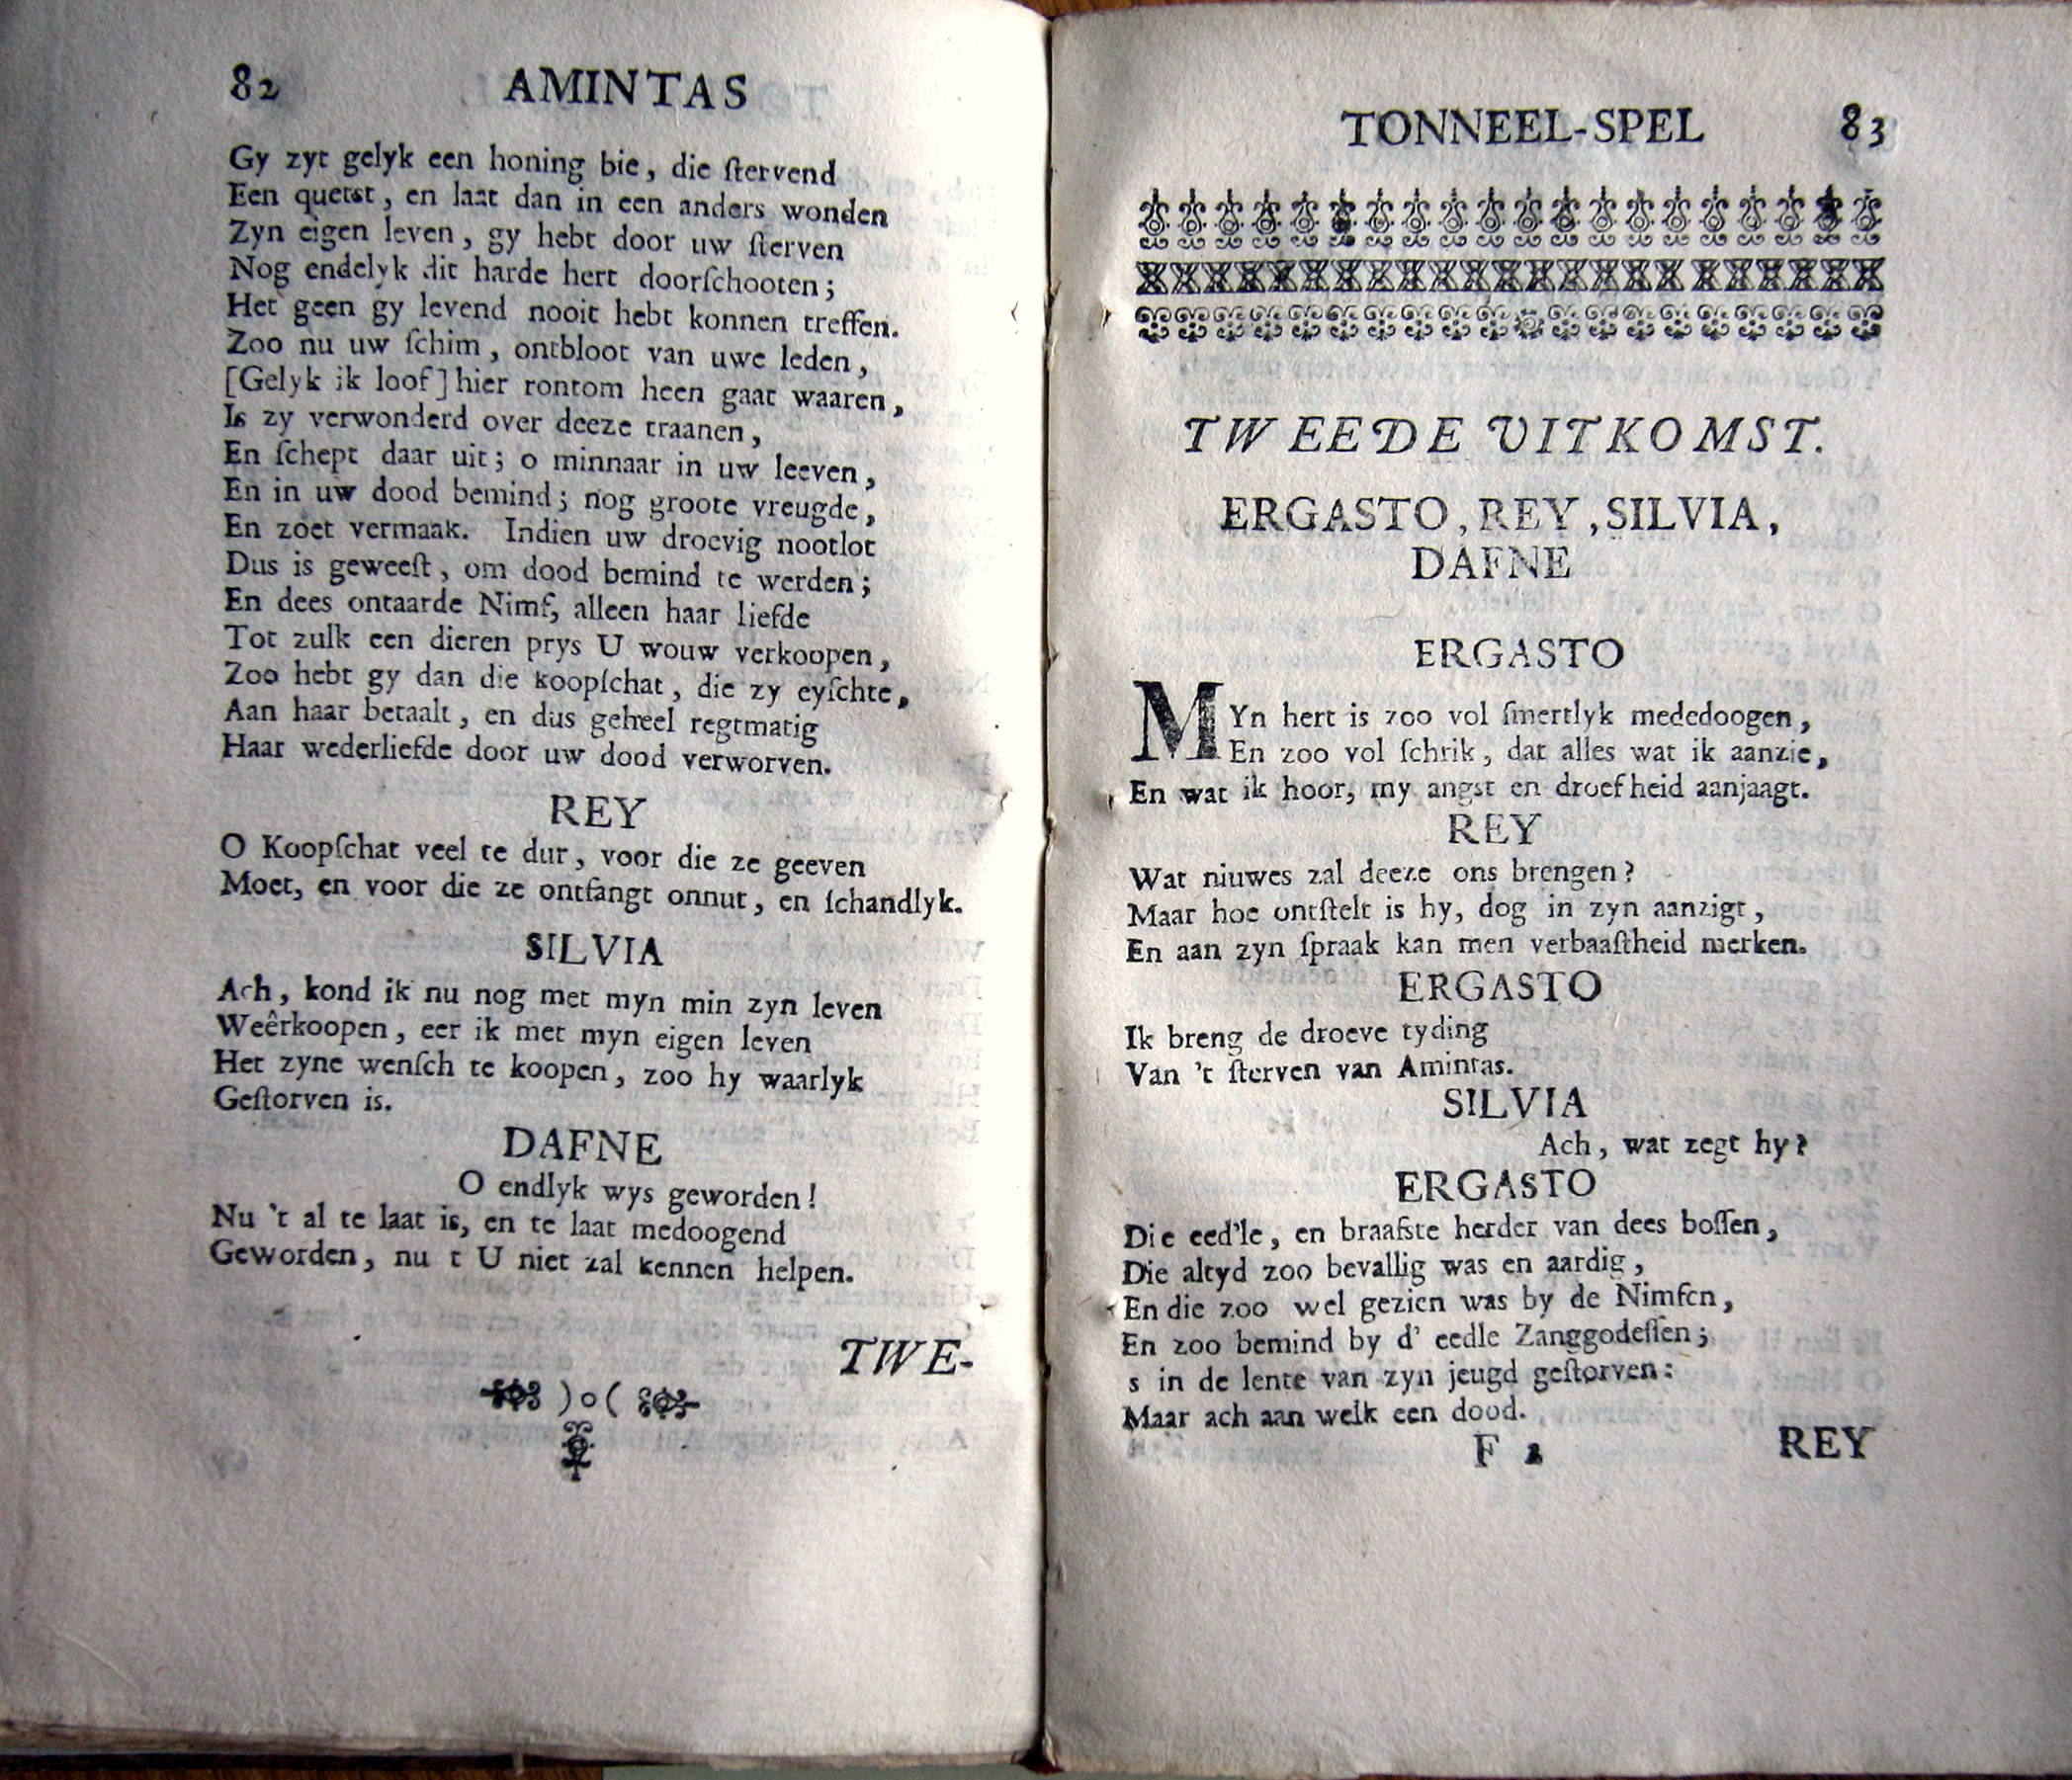 82 AMINTAS
Gy zyt gelyk een honing bie, die ſtervend
Een quetst, en laat dan in een anders wonden
Zyn eigen leven, gy hebt door uw ſterven
Nog endelyk dit harde hert doorſchooten;
Het geen gy levend nooit hebt konnen treffen.
Zoo nu uw ſchim, ontbloot van uwe leden,
[Gelyk ik loof] hier rontom heen gaat waaren,
Is zy verwonderd over deeze traanen,
En ſchept daar uit; o minnaar in uw leeven,
En in uw dood bemind; nog groote vreugde,
En zoet vermaak. Indien uw droevig nootlot
Dus is geweeſt, om dood bemind te werden;
En dees ontaarde Nimf, alleen haar liefde
Tot zulk een dieren prys U wouw verkoopen,
Zoo hebt gy dan die koopſchat, die zy eyſchte,
Aan haar betaalt, en dus geheel regtmatig
Haar wederliefde door uw dood verworven.
REY
O Koopſchat veel te dur, voor die ze geeven
Moet, en voor die ze ontfangt onnut, en ſchandlyk.
SILVIA
Ach, kond ik nu nog met myn min zyn leven
Weêrkoopen, eer ik met myn eigen leven
Het zyne wenſch te koopen, zoo hy waarlyk
Geſtorven is.
DAFNE
O endlyk wys geworden!
Nu 't al te laat is, en te laat medoogend
Geworden, nu t U niet zal kennen helpen.
TWE-
)o(
TONNEEL-SPEL 83
TWEEDE UITKOMST.
ERGASTO, REY, SILVIA,
DAFNE
ERGASTO
MYn hert is zoo vol ſmertlyk mededoogen,
En zoo vol ſchrik, dat alles wat ik aanzie,
En wat ik hoor, my angst en droefheid aanjaagt.
REY
Wat niuwes zal deeze ons brengen?
Maar hoe ontſtelt is hy, dog in zyn aanzigt,
En aan zyn ſpraak kan men verbaaſtheid merken.
ERGASTO
Ik breng de droeve tyding
Van 't ſterven van Amintas.
SILVIA
Ach, wat zegt hy?
ERGASTO
Die eed'le, en braafste herder van dees boſſen,
Die altyd zoo bevallig was en aardig,
En die zoo wel gezien was by de Nimfen,
En zoo bemind by d' eedle Zanggodeſſen;
s in de lente van zyn jeugd geſtorven:
Maar ach aan welk een dood.
F 2 REY